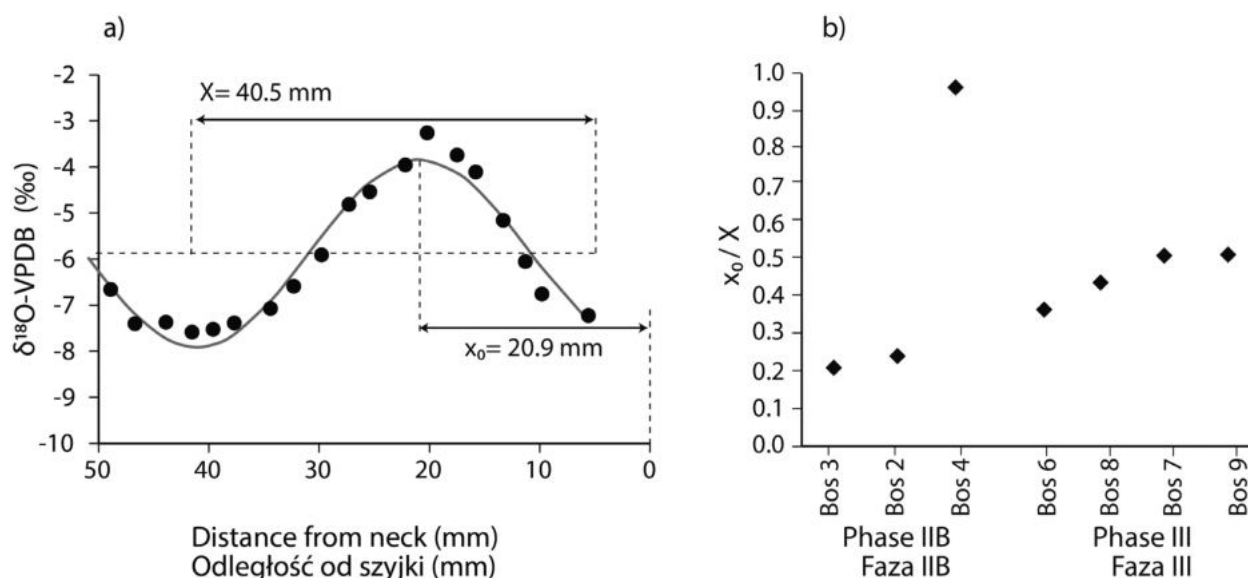 a)
δ¹⁸O-VPDB (‰)
-2
-3
-4
-5
-6
-7
-8
-10
X= 40.5 mm
x₀= 20.9 mm
50 40 30 20 10 0
Distance from neck (mm)
Odległość od szyjki (mm)
b)
x₀/ X
1.0
0.9
0.8
0.7
0.6
0.5
0.4
0.3
0.2
0.1
0.0
Bos 3
Bos 2
Bos 4
Bos 6
Bos 8
Bos 7
Bos 9
Phase IIB
Faza IIB
Phase III
Faza III